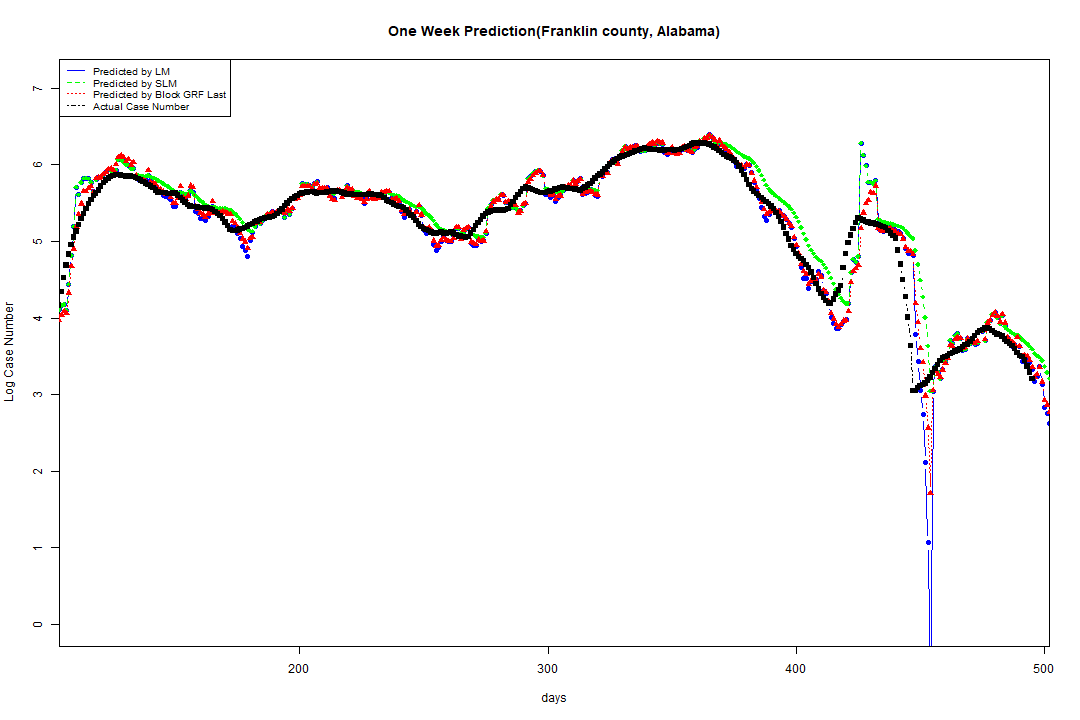 One Week Prediction(Franklin county, Alabama)
Predicted by LM
Predicted by SLM
Predicted by Block GRF Last
Actual Case Number
7
6
5
4
3
2
1
0
Log Case Number
200
300
400
500
days